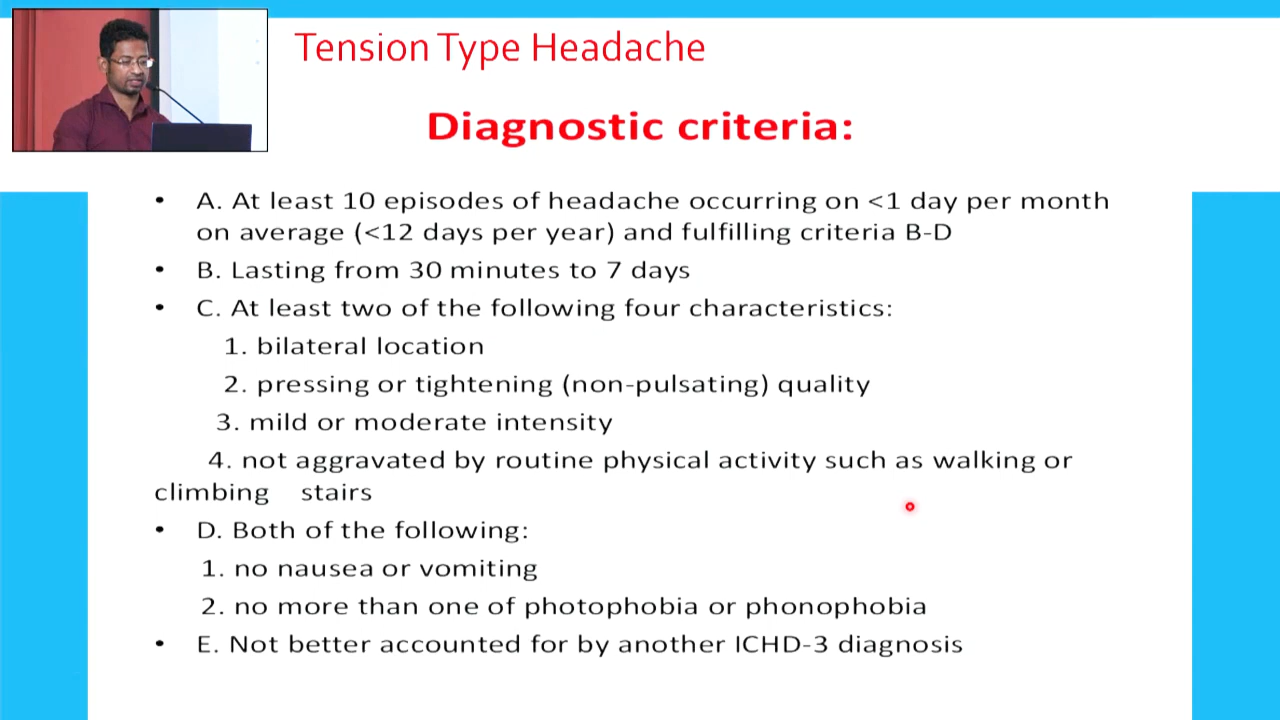 Tension Type Headache
Diagnostic criteria:
• A. At least 10 episodes of headache occurring on <1 day per month
on average (<12 days per year) and fulfilling criteria B-D
• B. Lasting from 30 minutes to 7 days
• C. At least two of the following four characteristics:
1. bilateral location
2. pressing or tightening (non-pulsating) quality
3. mild or moderate intensity
4. not aggravated by routine physical activity such as walking or
climbing stairs
• D. Both of the following:
1. no nausea or vomiting
2. no more than one of photophobia or phonophobia
• E. Not better accounted for by another ICHD-3 diagnosis